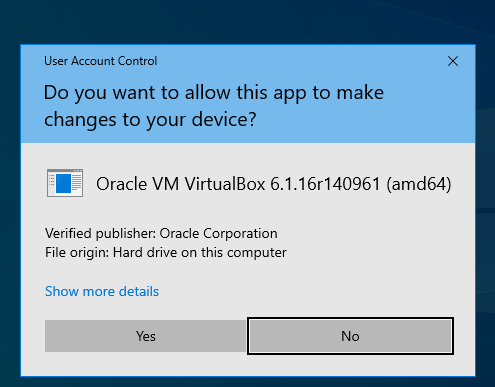 User Account Control
Do you want to allow this app to make
changes to your device?
Oracle VM VirtualBox 6.1.16r140961 (amd64)
Verified publisher: Oracle Corporation
File origin: Hard drive on this computer
Show more details
Yes
No